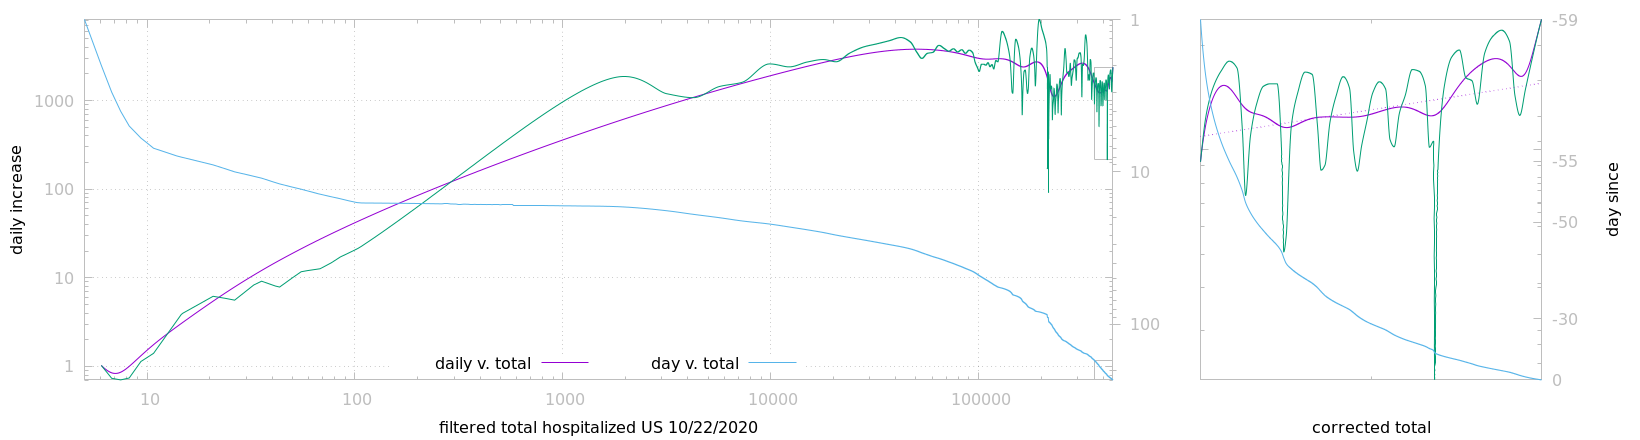 1
-59
1000
daily increase
10
-55
100
-50
day since
10
100
-30
1
daily v. total
day v. total
0
10
100
1000
10000
100000
filtered total hospitalized US 10/22/2020
corrected total